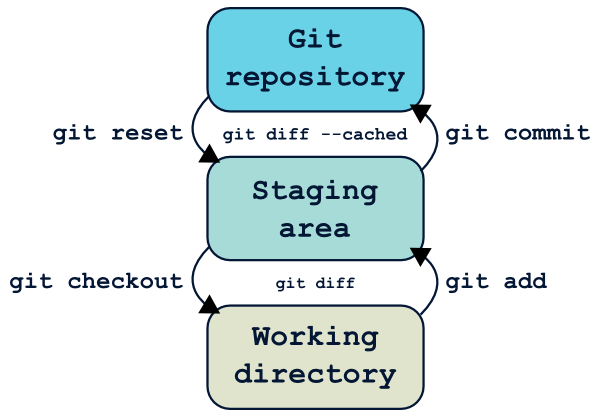 Git
repository
git reset
git diff --cached
git commit
Staging
area
git checkout
git diff
git add
Working
directory